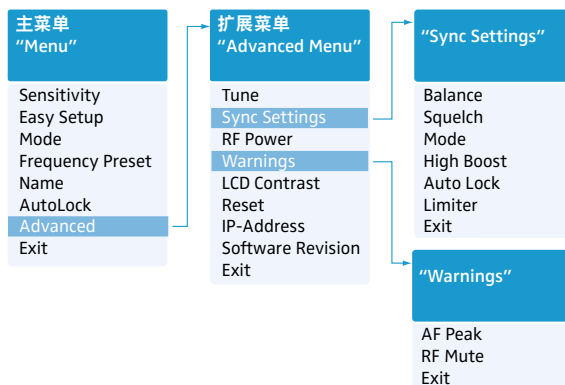 主菜单
"Menu"
Sensitivity
Easy Setup
Mode
Frequency Preset
Name
AutoLock
Advanced
Exit
扩展菜单
"Advanced Menu"
Tune
Sync Settings
RF Power
Warnings
LCD Contrast
Reset
IP-Address
Software Revision
Exit
"Sync Settings"
Balance
Squelch
Mode
High Boost
Auto Lock
Limiter
Exit
"Warnings"
AF Peak
RF Mute
Exit